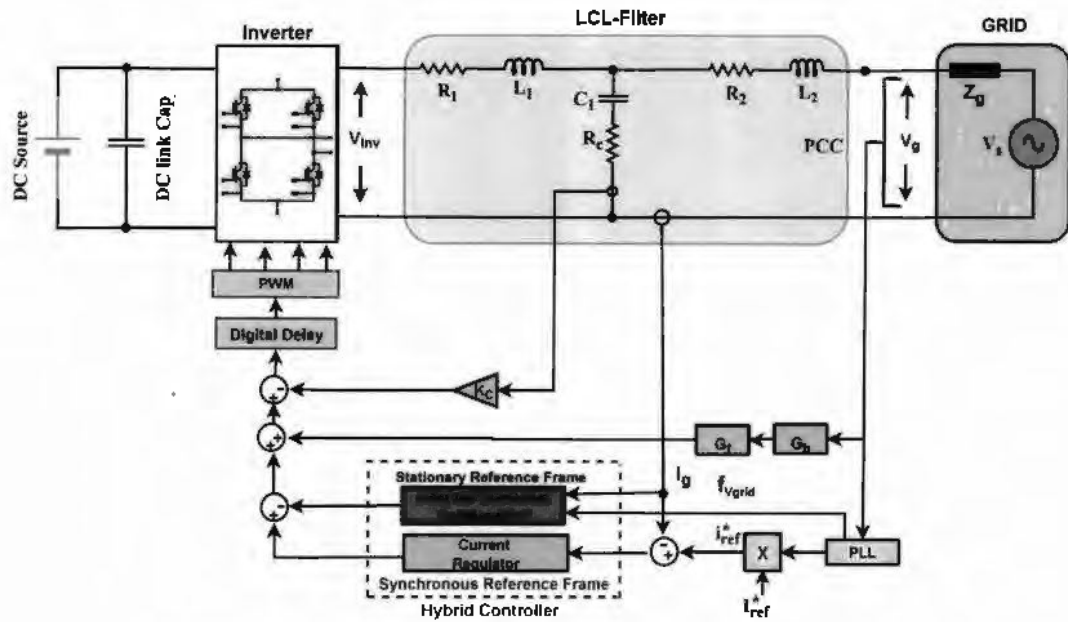 LCL-Filter
Inverter
GRID
R1
L1
C1
R2
L2
Zg
DC Source
DC link Cap
Vinv
Rc
PCC
Vg
Vs
PWM
Digital Delay
Kc
Gf
Stationary Reference Frame
Ig
fVgrid
Current
Regulator
i*ref
X
PLL
Synchronous Reference Frame
Hybrid Controller
I*ref